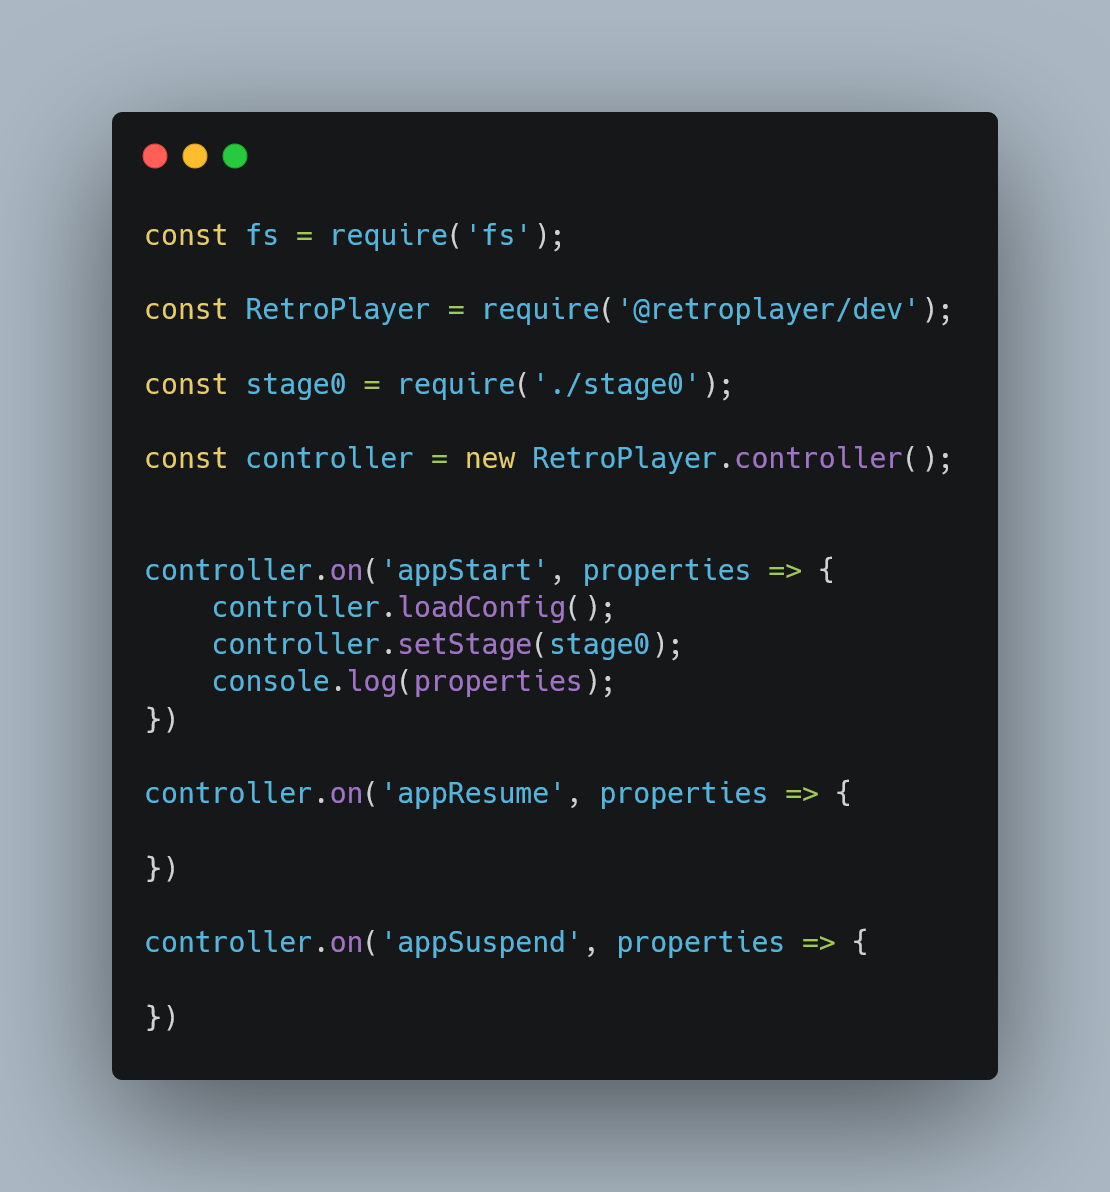 const fs = require('fs');
const RetroPlayer = require('@retroplayer/dev');
const stage0 = require('./stage0');
const controller = new RetroPlayer.controller();
controller.on('appStart', properties => {
    controller.loadConfig();
    controller.setStage(stage0);
    console.log(properties);
})
controller.on('appResume', properties => {
})
controller.on('appSuspend', properties => {
})